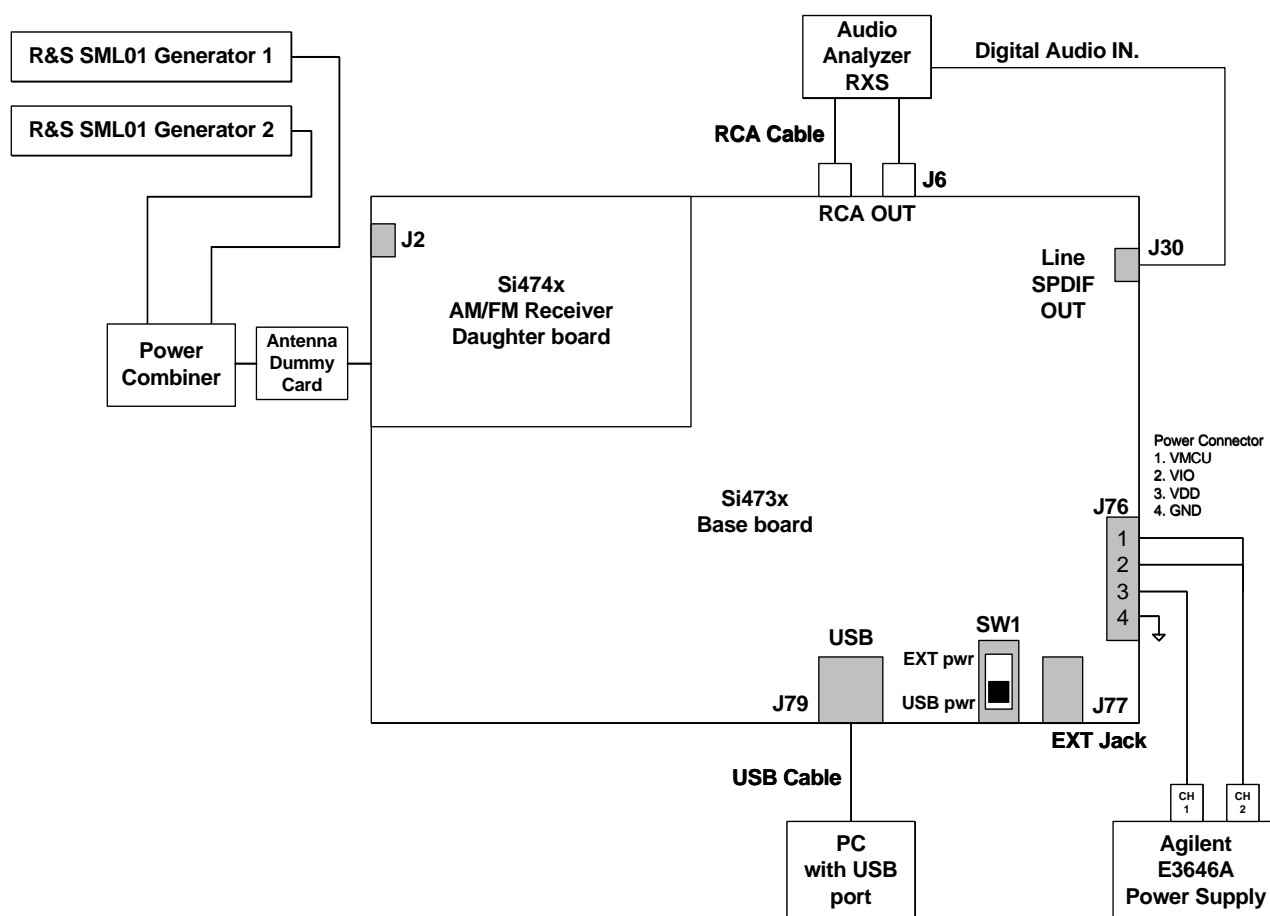 R&S SML01 Generator 1
R&S SML01 Generator 2
Power
Combiner
Antenna
Dummy
Card
J2
Si474x
AM/FM Receiver
Daughter board
Audio
Analyzer
RXS
Digital Audio IN.
RCA Cable
J6
RCA OUT
J30
Line
SPDIF
OUT
Si473x
Base board
Power Connector
1. VMCU
2. VIO
3. VDD
4. GND
J76
1
2
3
4
USB
J79
SW1
EXT pwr
USB pwr
J77
EXT Jack
USB Cable
PC
with USB
port
CH
1
CH
2
Agilent
E3646A
Power Supply